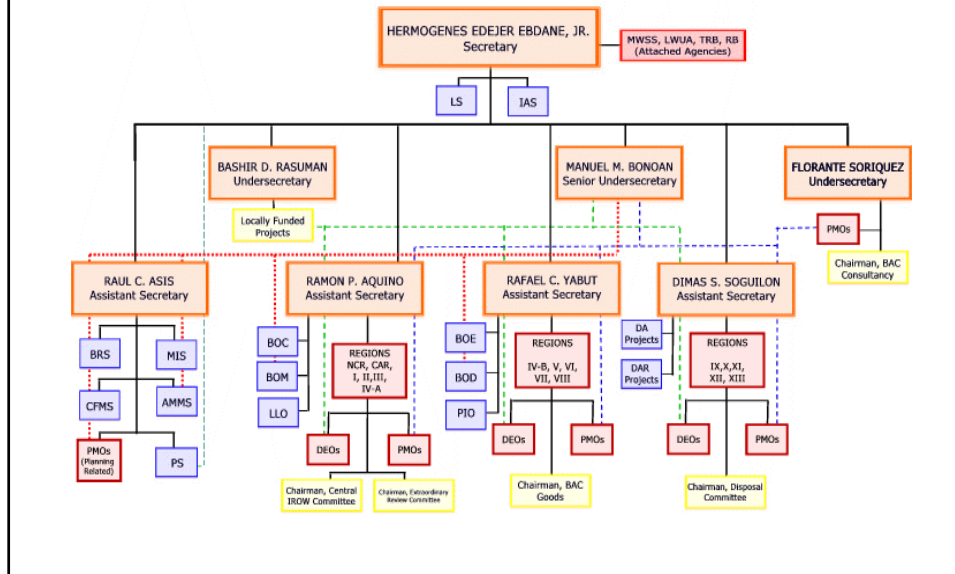 HERMOGENES EDEJER EBDANE, JR.
Secretary
MWSS, LWUA, TRB, RB
(Attached Agencies)
LS
IAS
BASHIR D. RASUMAN
Undersecretary
MANUEL M. BONOAN
Senior Undersecretary
FLORANTE SORIQUEZ
Undersecretary
Locally Funded
Projects
PMOs
Chairman, BAC
Consultancy
RAUL C. ASIS
Assistant Secretary
RAMON P. AQUINO
Assistant Secretary
RAFAEL C. YABUT
Assistant Secretary
DIMAS S. SOGUILON
Assistant Secretary
BRS
MIS
CFMS
AMMS
PMOs
(Planning
Related)
PS
BOC
BOM
LLO
REGIONS
NCR, CAR,
I, II,III,
IV-A
DEOs
PMOs
Chairman, Central
IROW Committee
Chairman, Extraordinary
Review Committee
BOE
BOD
PIO
REGIONS
IV-B, V, VI,
VII, VIII
DEOs
PMOs
Chairman, BAC
Goods
DA
Projects
DAR
Projects
REGIONS
IX,X,XI,
XII, XIII
DEOs
PMOs
Chairman, Disposal
Committee